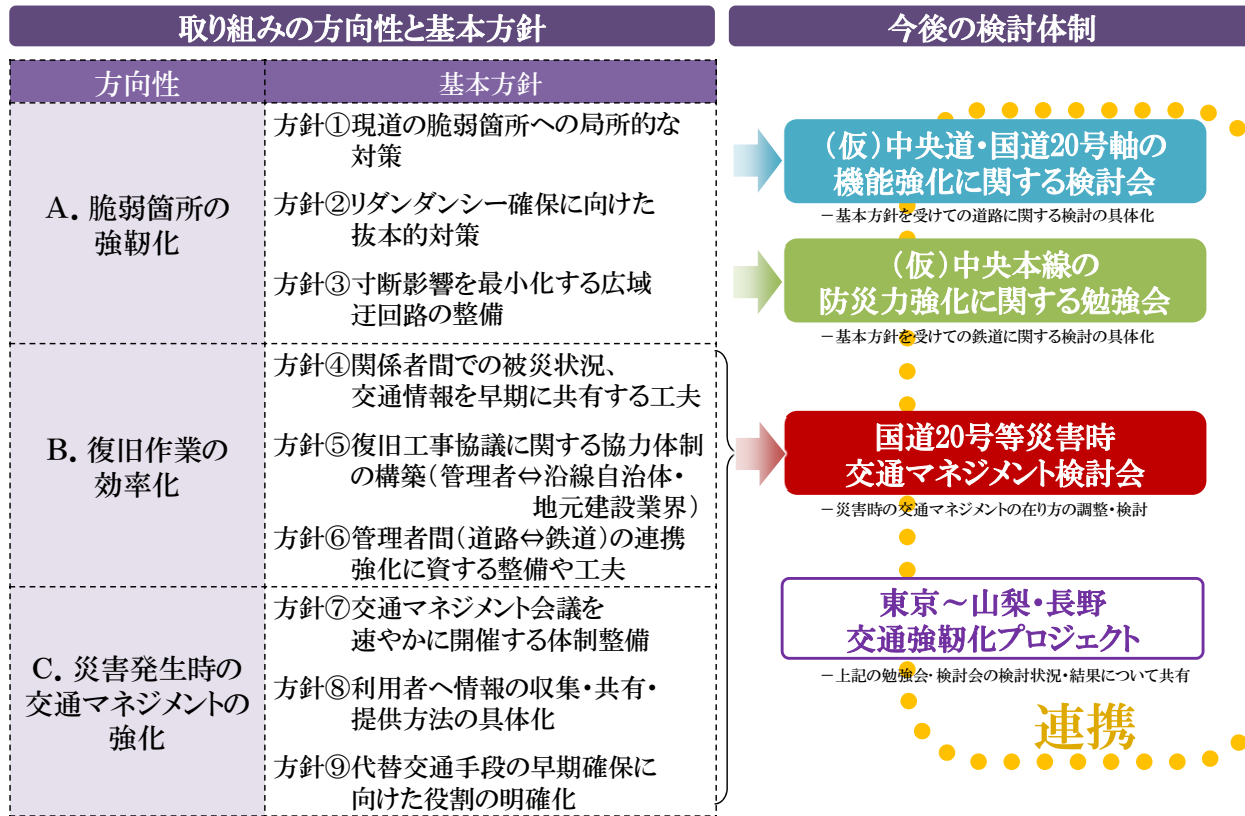 取り組みの方向性と基本方針
方向性
基本方針
A. 脆弱箇所の
強靭化
方針①現道の脆弱箇所への局所的な
対策
方針②リダンダンシー確保に向けた
抜本的対策
方針③寸断影響を最小化する広域
迂回路の整備
B. 復旧作業の
効率化
方針④関係者間での被災状況、
交通情報を早期に共有する工夫
方針⑤復旧工事協議に関する協力体制
の構築(管理者⇔沿線自治体・
地元建設業界)
方針⑥管理者間(道路⇔鉄道)の連携
強化に資する整備や工夫
C. 災害発生時の
交通マネジメントの
強化
方針⑦交通マネジメント会議を
速やかに開催する体制整備
方針⑧利用者へ情報の収集・共有・
提供方法の具体化
方針⑨代替交通手段の早期確保に
向けた役割の明確化
今後の検討体制
(仮)中央道・国道20号軸の
機能強化に関する検討会
－基本方針を受けての道路に関する検討の具体化
(仮)中央本線の
防災力強化に関する勉強会
－基本方針を受けての鉄道に関する検討の具体化
国道20号等災害時
交通マネジメント検討会
－災害時の交通マネジメントの在り方の調整・検討
東京～山梨・長野
交通強靭化プロジェクト
－上記の勉強会・検討会の検討状況・結果について共有
連携